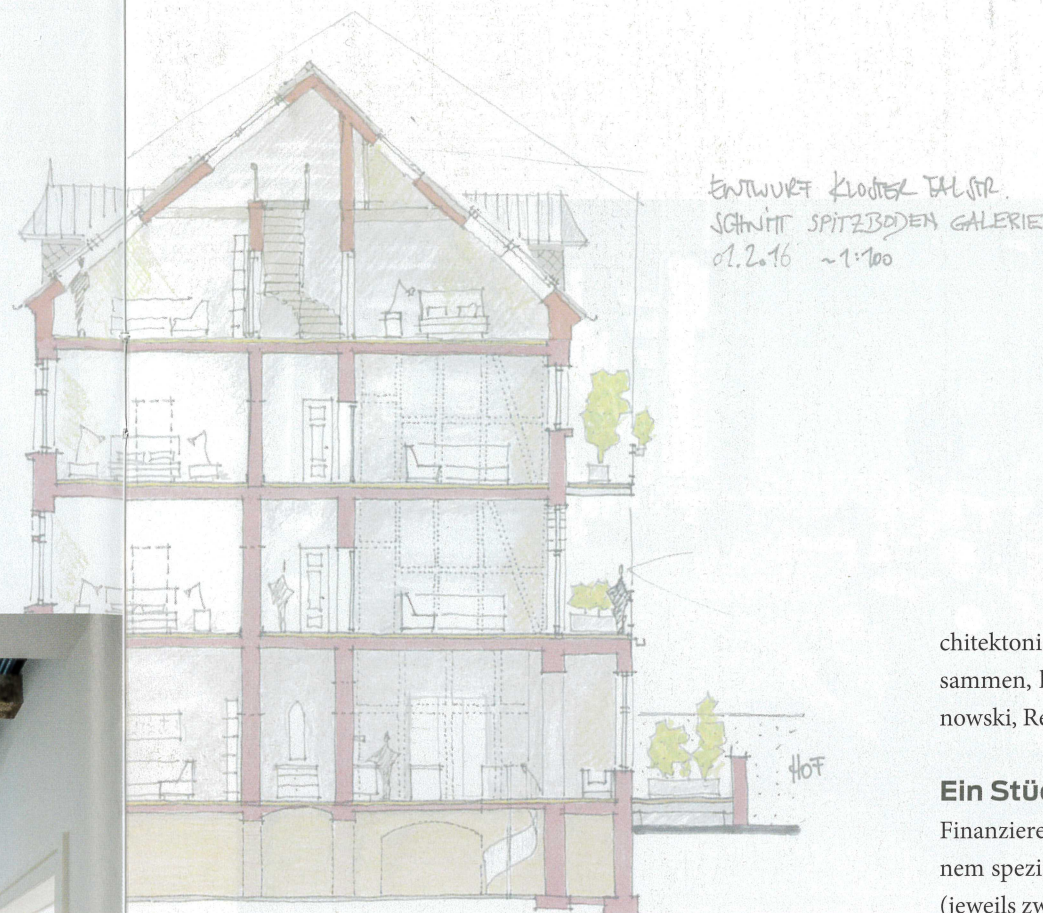 ENTWURF KLOSTER TALSTR.
SCHNITT SPITZBODEN GALERIE
01.2.16 ~1:100
HOF
chitektoni
sammen,
nowski, Re
Ein Stü
Finanziere
nem spezi
(jeweils zw